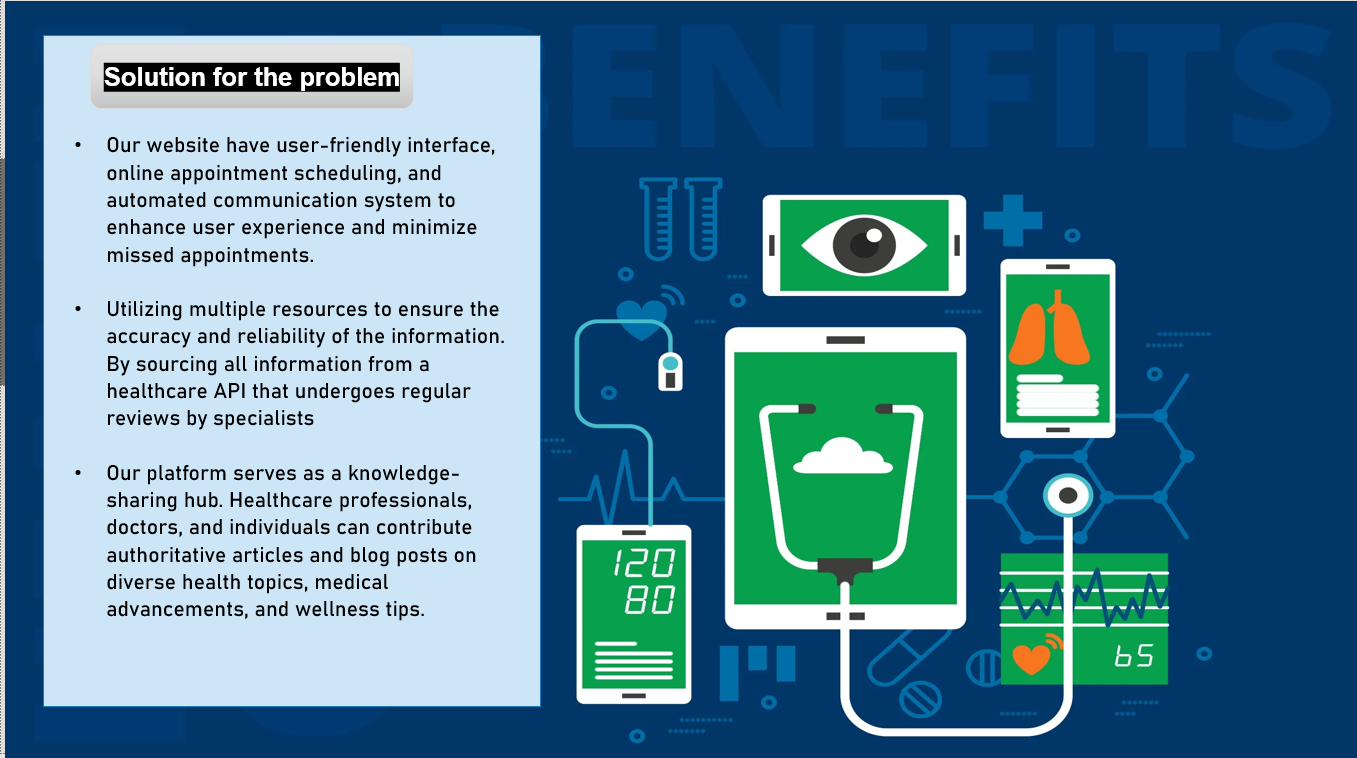 BENEFITS
Solution for the problem
• Our website have user-friendly interface,
online appointment scheduling, and
automated communication system to
enhance user experience and minimize
missed appointments.
• Utilizing multiple resources to ensure the
accuracy and reliability of the information.
By sourcing all information from a
healthcare API that undergoes regular
reviews by specialists
• Our platform serves as a knowledge-
sharing hub. Healthcare professionals,
doctors, and individuals can contribute
authoritative articles and blog posts on
diverse health topics, medical
advancements, and wellness tips.
120
80
65